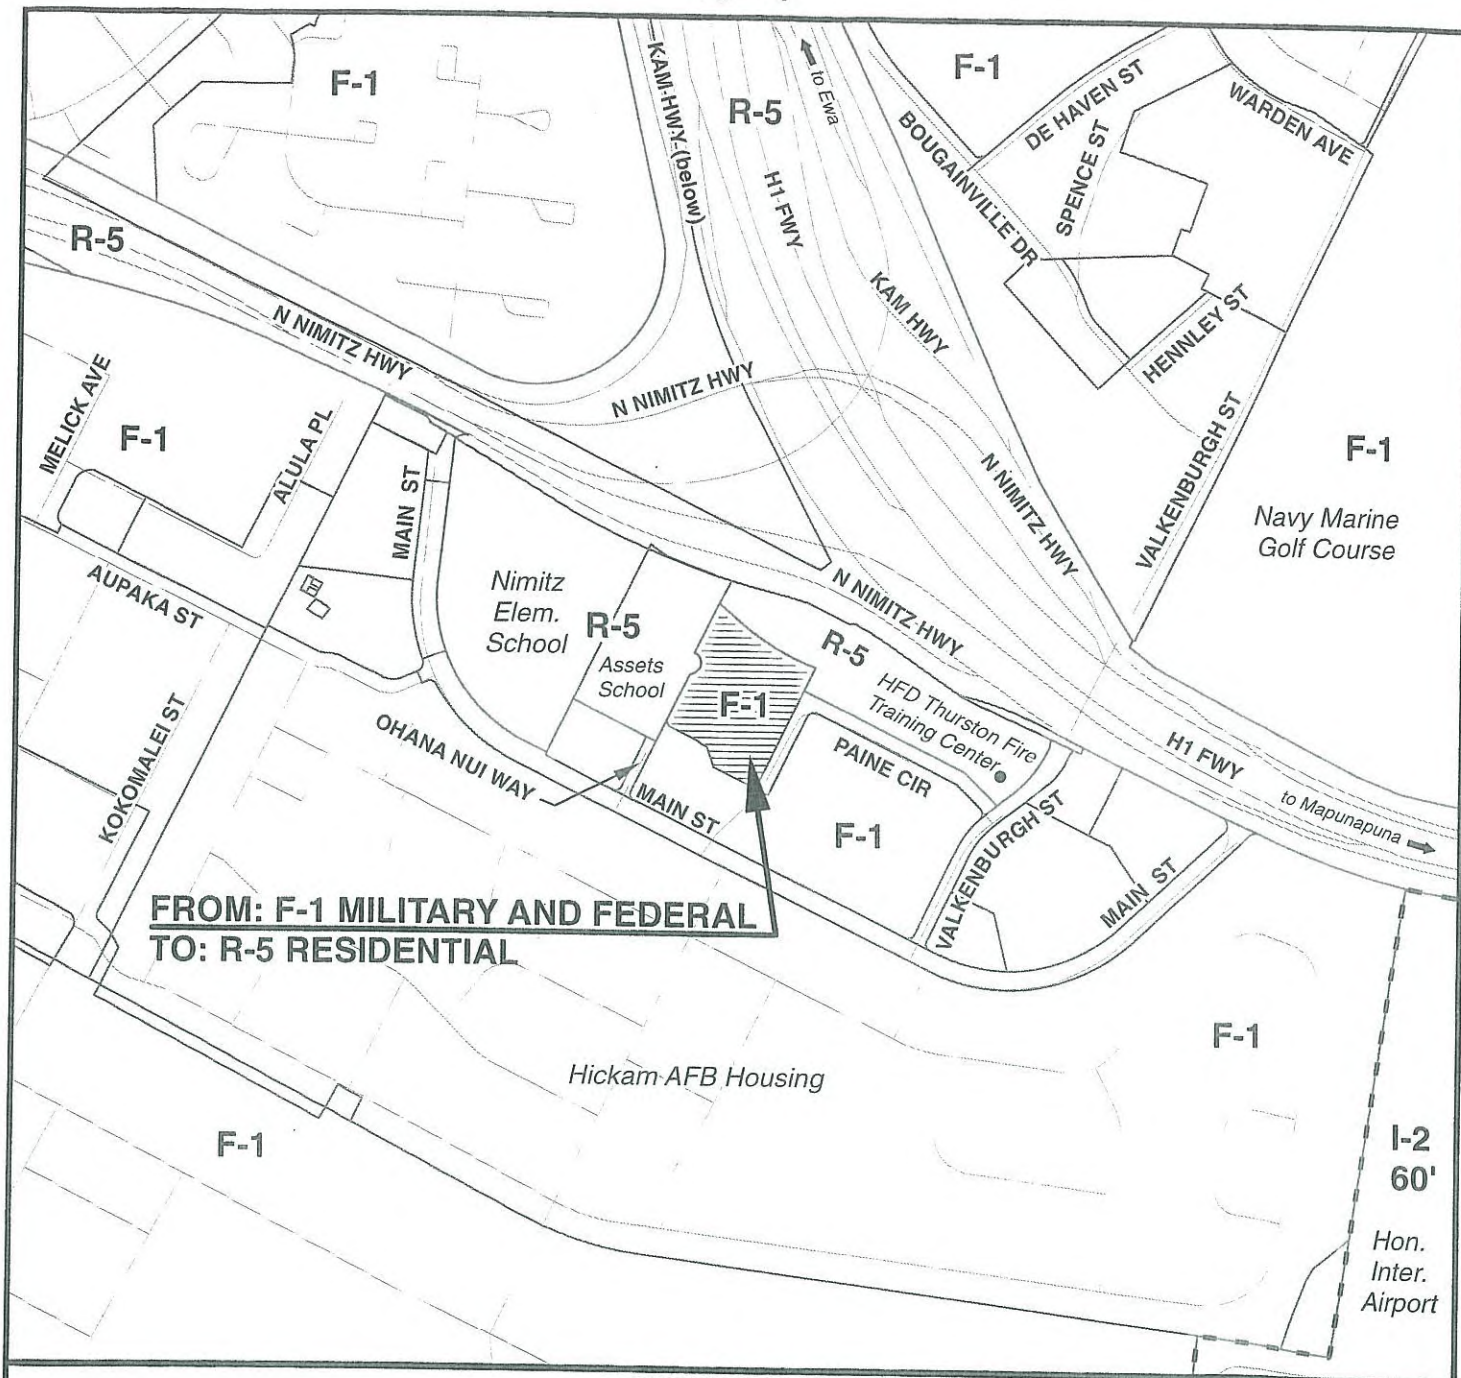 F-1
R-5
to Ewa
F-1
DE HAVEN ST
WARDEN AVE
KAM HWY (below)
H1 FWY
BOUGAINVILLE DR
SPENCE ST
R-5
N NIMITZ HWY
KAM HWY
HENNLEY ST
N NIMITZ HWY
MELICK AVE
F-1
ALULA PL
MAIN ST
N NIMITZ HWY
VALKENBURGH ST
F-1
Navy Marine
Golf Course
AUPAKA ST
Nimitz
Elem.
School
R-5
Assets
School
N NIMITZ HWY
R-5
HFD Thurston Fire
Training Center
F-1
KOKOMALEI ST
OHANA NUI WAY
MAIN ST
PAINE CIR
F-1
H1 FWY
to Mapunapuna
VALKENBURGH ST
MAIN ST
FROM: F-1 MILITARY AND FEDERAL
TO: R-5 RESIDENTIAL
F-1
Hickam AFB Housing
F-1
I-2
60'
Hon.
Inter.
Airport